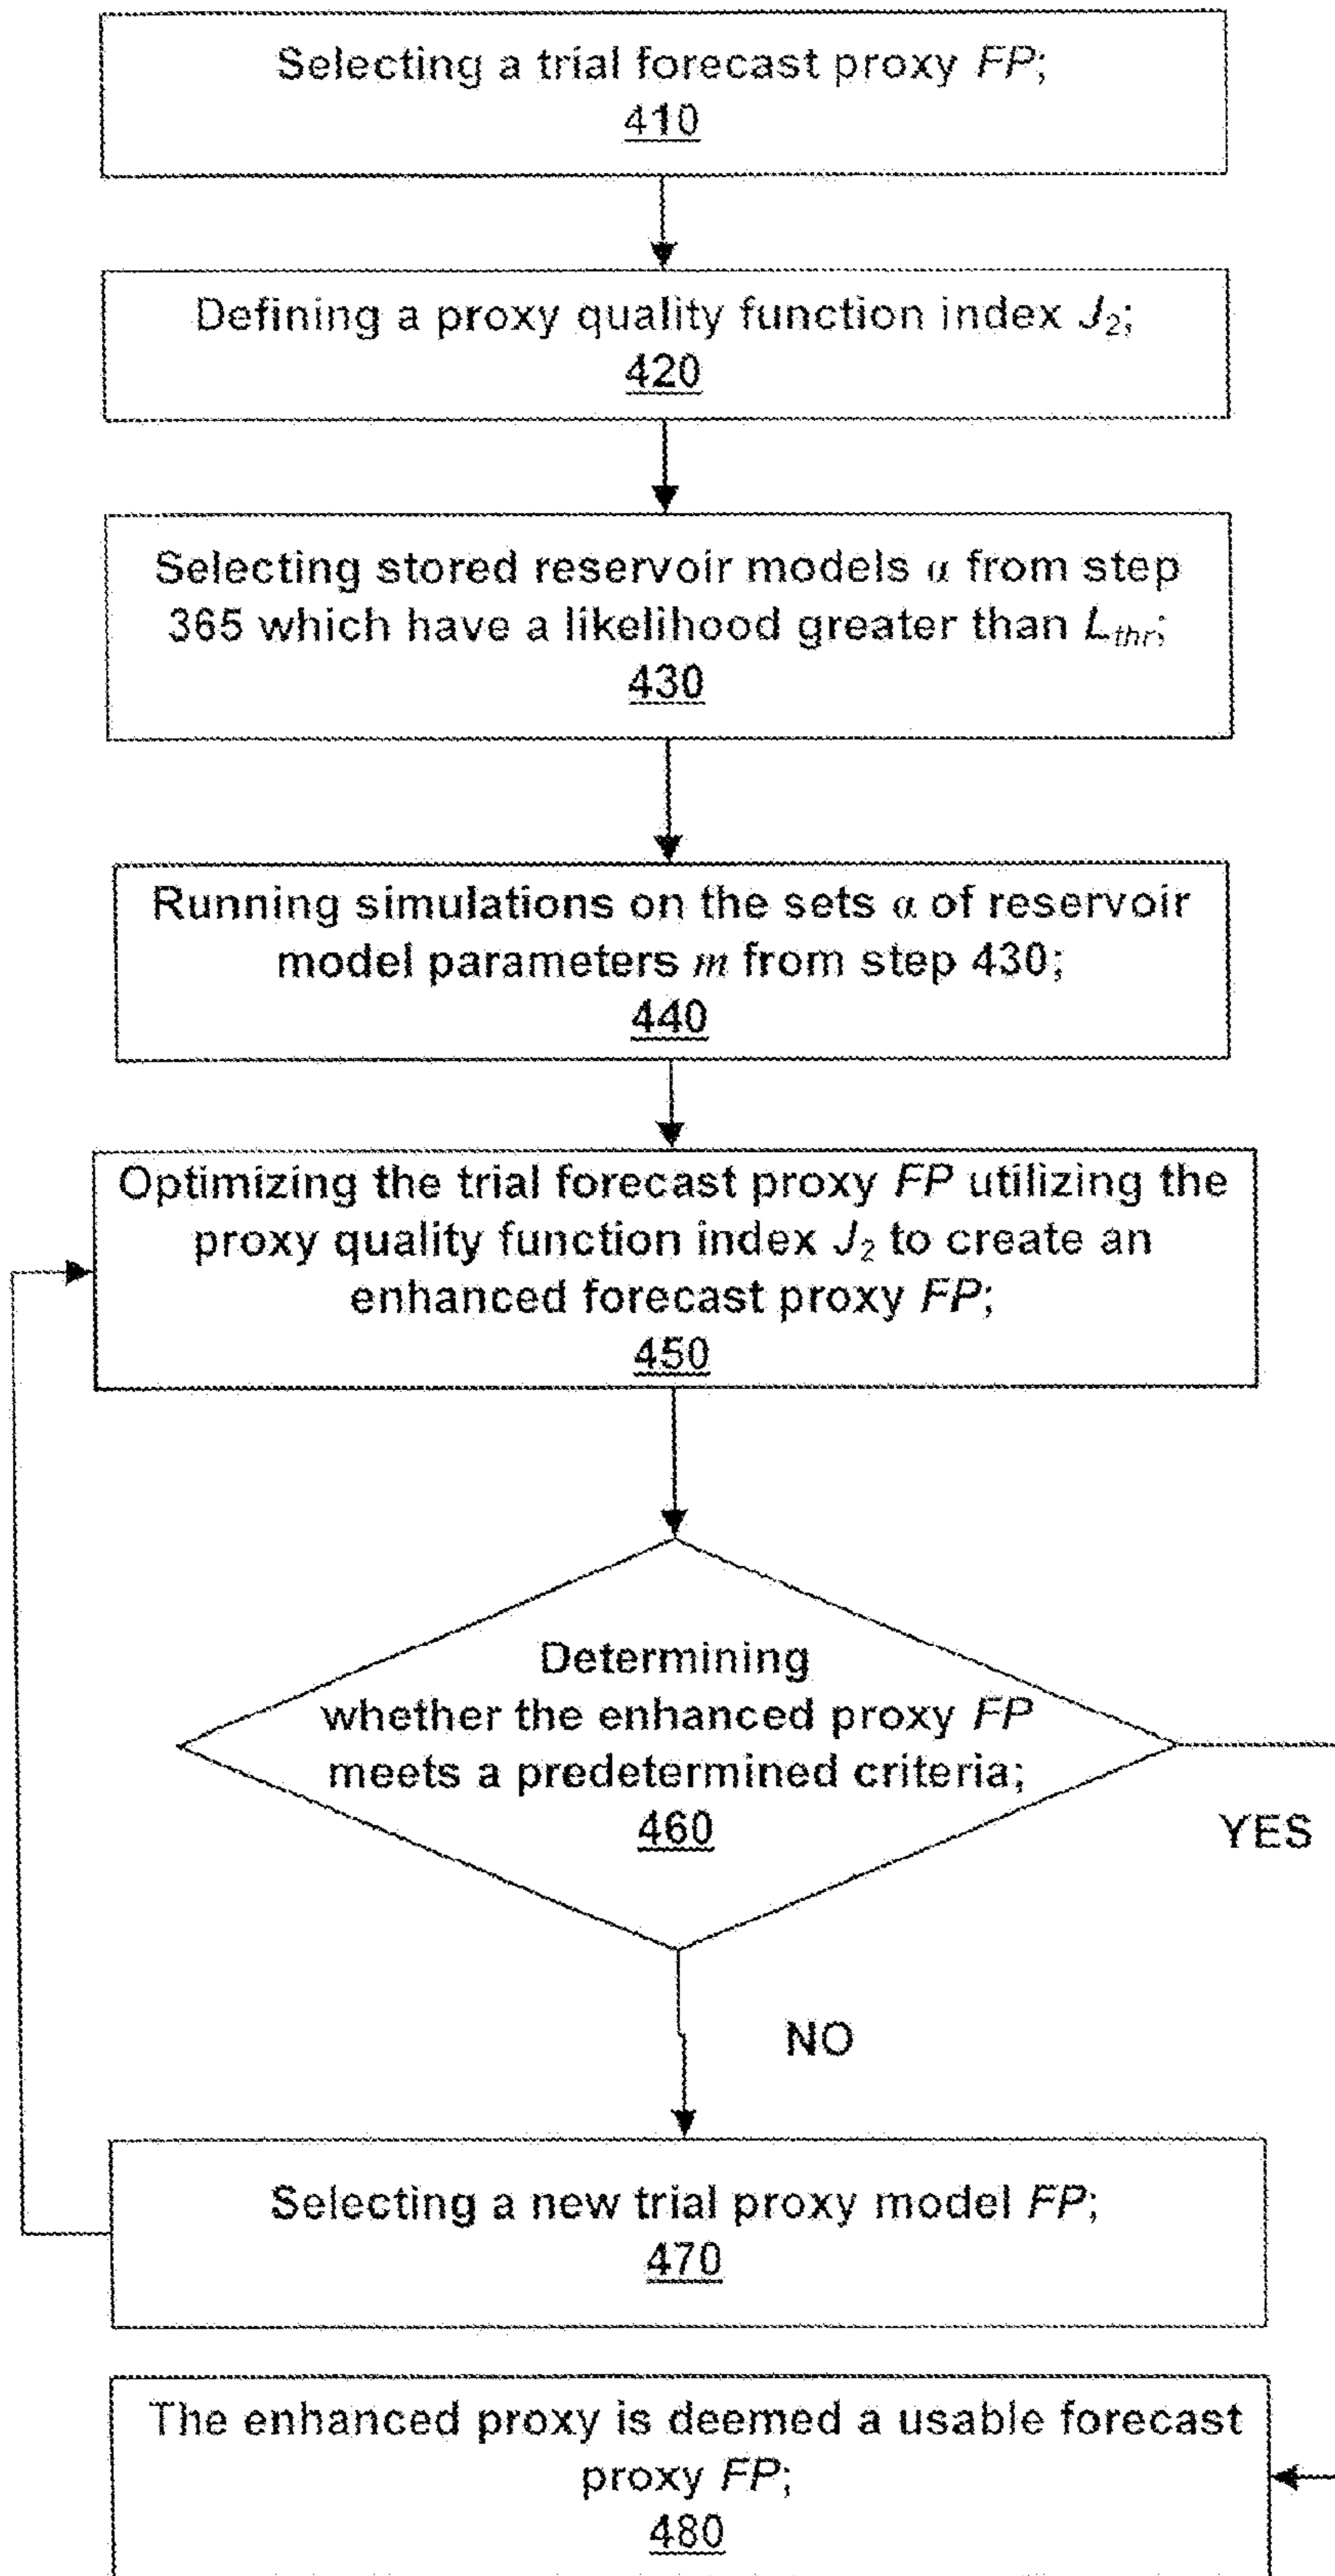 Selecting a trial forecast proxy FP;
410
Defining a proxy quality function index J₂;
420
Selecting stored reservoir models α from step
365 which have a likelihood greater than Lₜₕᵣ;
430
Running simulations on the sets α of reservoir
model parameters m from step 430;
440
Optimizing the trial forecast proxy FP utilizing the
proxy quality function index J₂ to create an
enhanced forecast proxy FP;
450
Determining
whether the enhanced proxy FP
meets a predetermined criteria;
460
YES
NO
Selecting a new trial proxy model FP;
470
The enhanced proxy is deemed a usable forecast
proxy FP;
480